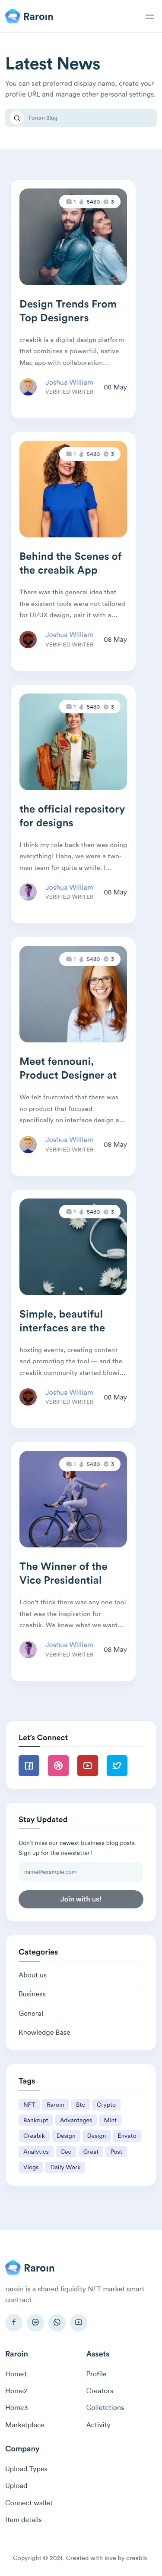 Raroin
Latest News
You can set preferred display name, create your
profile URL and manage other personal settings.
Forum Blog
1 5480 3
Design Trends From
Top Designers
creabik is a digital design platform
that combines a powerful, native
Mac app with collaboration...
Joshua William
VERIFIED WRITER
08 May
1 5480 3
Behind the Scenes of
the creabik App
There was this general idea that
the existent tools were not tailored
for UI/UX design, pair it with a...
Joshua William
VERIFIED WRITER
08 May
1 5480 3
the official repository
for designs
I think my role back then was doing
everything! Haha, we were a two-
man team for quite a while. I...
Joshua William
VERIFIED WRITER
08 May
1 5480 3
Meet fennouni,
Product Designer at
We felt frustrated that there was
no product that focused
specifically on interface design a...
Joshua William
VERIFIED WRITER
08 May
1 5480 3
Simple, beautiful
interfaces are the
hosting events, creating content
and promoting the tool — and the
creabik community started blowi...
Joshua William
VERIFIED WRITER
08 May
1 5480 3
The Winner of the
Vice Presidential
I don't think there was any one tool
that was the inspiration for
creabik. We knew what we want...
Joshua William
VERIFIED WRITER
08 May
Let's Connect
Stay Updated
Don't miss our newest business blog posts.
Sign up for the newsletter!
name@example.com
Join with us!
Categories
About us
Business
General
Knowledge Base
Tags
NFT Raroin Btc Crypto
Bankrupt Advantages Mint
Creabik Design Design Envato
Analytics Ceo Great Post
Vlogs Daily Work
Raroin
raroin is a shared liquidity NFT market smart
contract
Raroin Assets
Home1 Profile
Home2 Creators
Home3 Colletctions
Marketplace Activity
Company
Upload Types
Upload
Connect wallet
Item details
Copyright © 2021. Created with love by creabik.